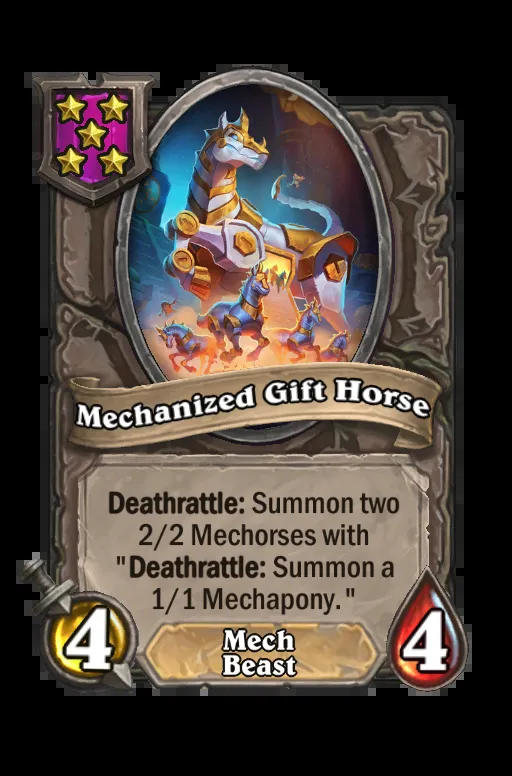 Mechanized Gift Horse
Deathrattle: Summon two
2/2 Mechorses with
"Deathrattle: Summon a
1/1 Mechapony."
4
Mech
Beast
4